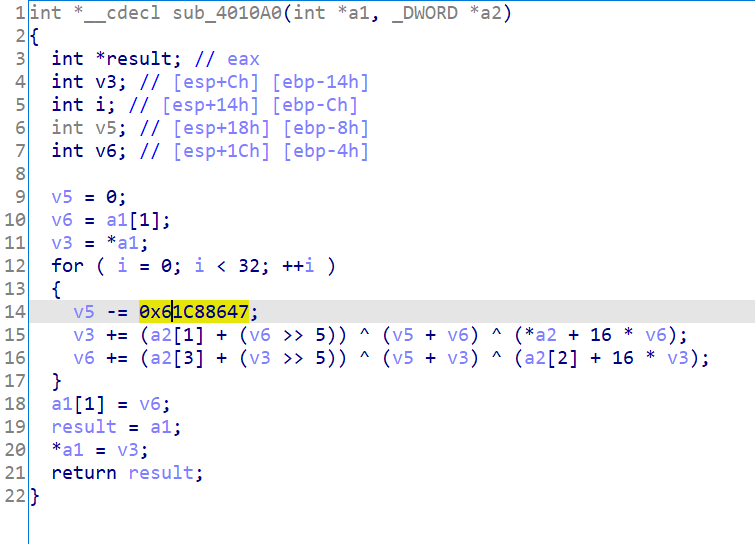 1 int *__cdecl sub_4010A0(int *a1, _DWORD *a2)
2 {
3   int *result; // eax
4   int v3; // [esp+Ch] [ebp-14h]
5   int i; // [esp+14h] [ebp-Ch]
6   int v5; // [esp+18h] [ebp-8h]
7   int v6; // [esp+1Ch] [ebp-4h]
8
9   v5 = 0;
10   v6 = a1[1];
11   v3 = *a1;
12   for ( i = 0; i < 32; ++i )
13   {
14     v5 -= 0x61C88647;
15     v3 += (a2[1] + (v6 >> 5)) ^ (v5 + v6) ^ (*a2 + 16 * v6);
16     v6 += (a2[3] + (v3 >> 5)) ^ (v5 + v3) ^ (a2[2] + 16 * v3);
17   }
18   a1[1] = v6;
19   result = a1;
20   *a1 = v3;
21   return result;
22 }